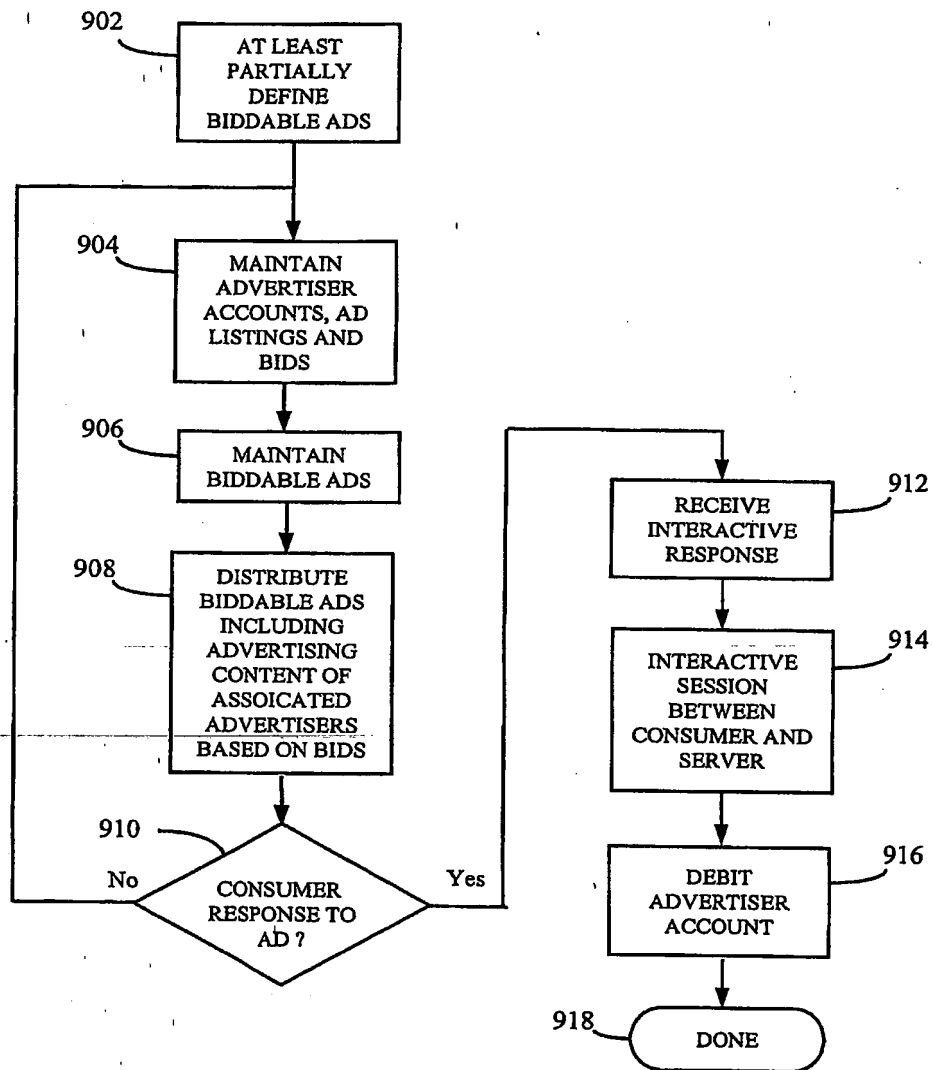 902
AT LEAST
PARTIALLY
DEFINE
BIDDABLE ADS
904
MAINTAIN
ADVERTISER
ACCOUNTS, AD
LISTINGS AND
BIDS
906
MAINTAIN
BIDDABLE ADS
908
DISTRIBUTE
BIDDABLE ADS
INCLUDING
ADVERTISING
CONTENT OF
ASSOICATED
ADVERTISERS
BASED ON BIDS
910
No
Yes
CONSUMER
RESPONSE TO
AD ?
912
RECEIVE
INTERACTIVE
RESPONSE
914
INTERACTIVE
SESSION
BETWEEN
CONSUMER AND
SERVER
916
DEBIT
ADVERTISER
ACCOUNT
918
DONE